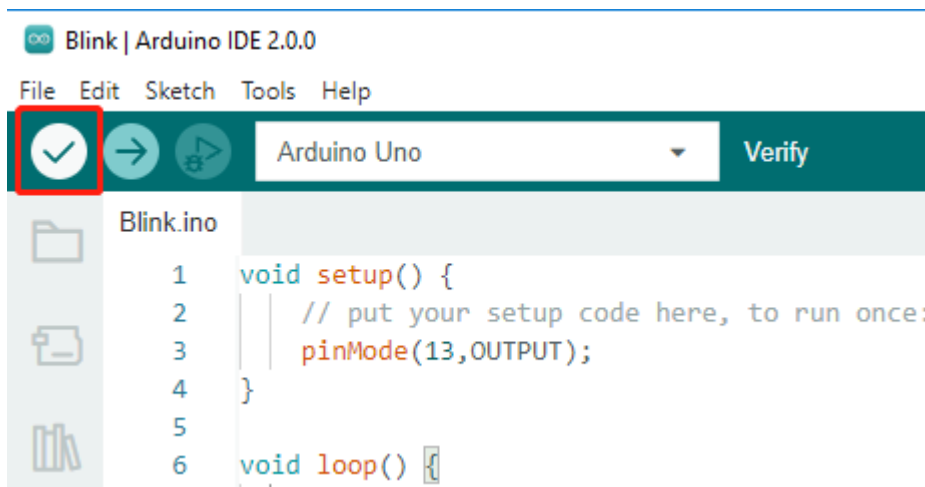 Blink | Arduino IDE 2.0.0
File Edit Sketch Tools Help
Arduino Uno Verify
Blink.ino
1 void setup() {
2 // put your setup code here, to run once:
3 pinMode(13,OUTPUT);
4 }
5
6 void loop() {